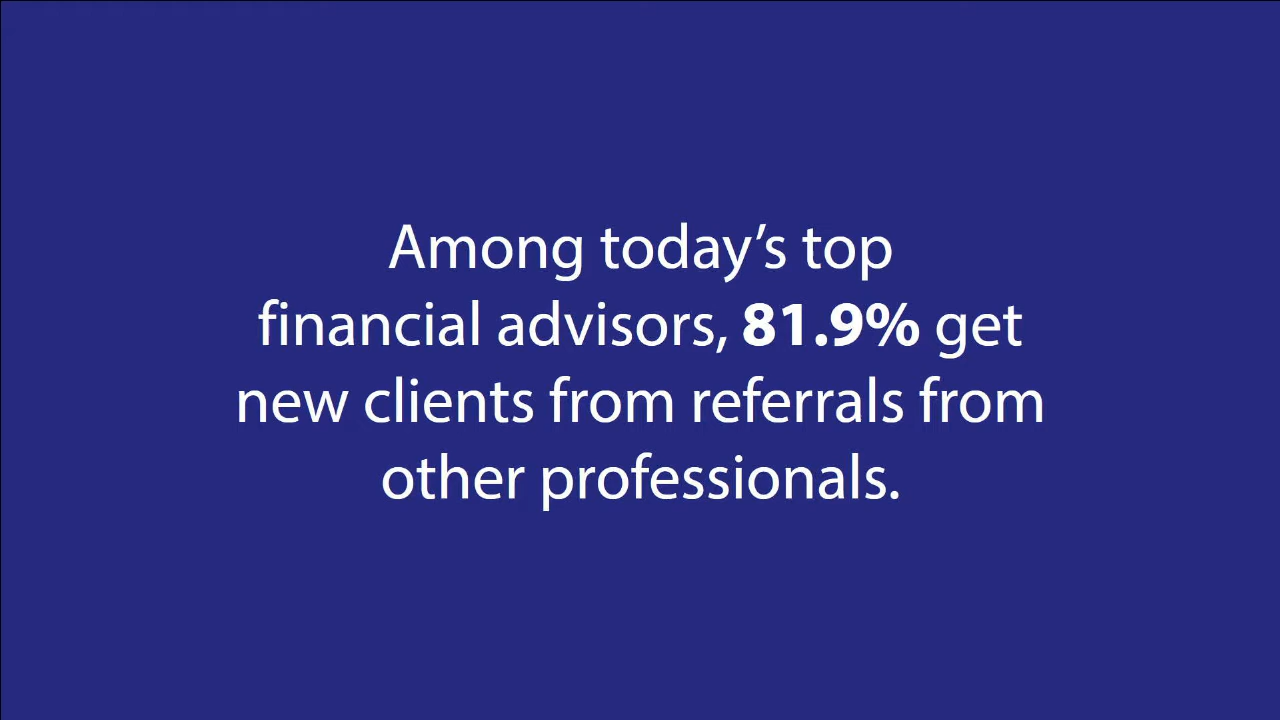 Among today’s top
financial advisors, 81.9% get
new clients from referrals from
other professionals.